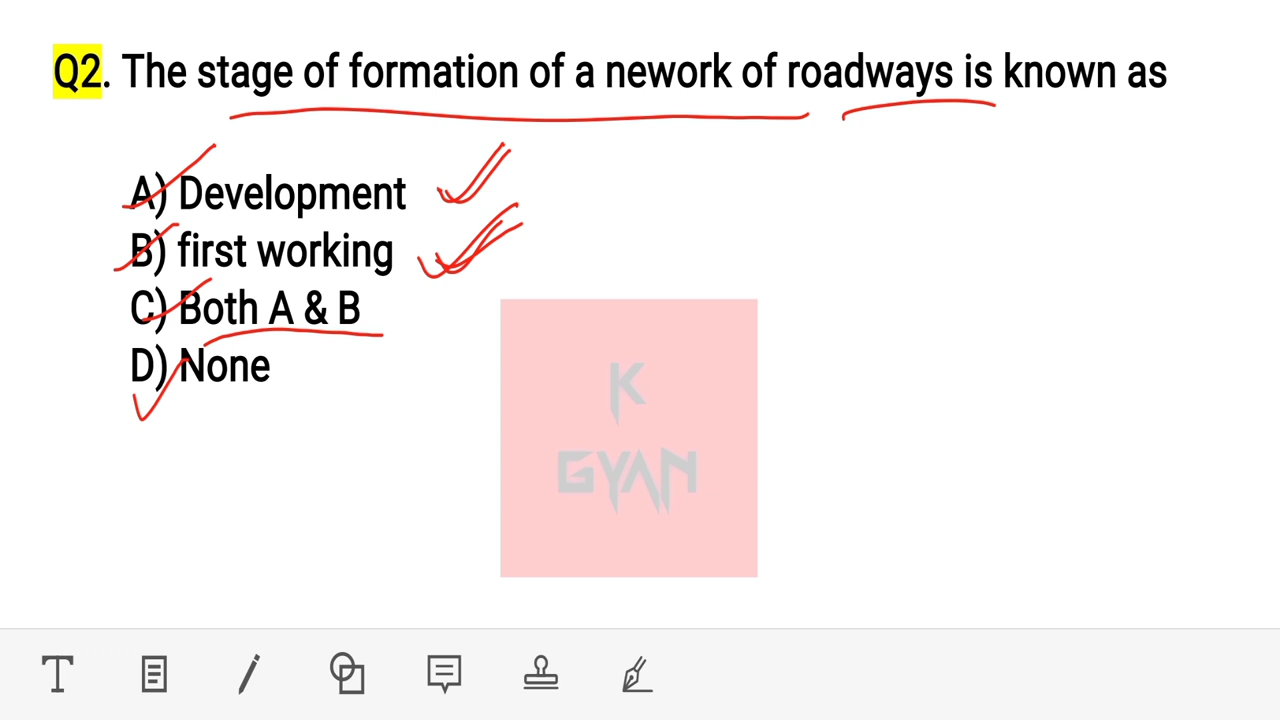 Q2. The stage of formation of a nework of roadways is known as
A) Development
B) first working
C) Both A & B
D) None
K
GYAN
T